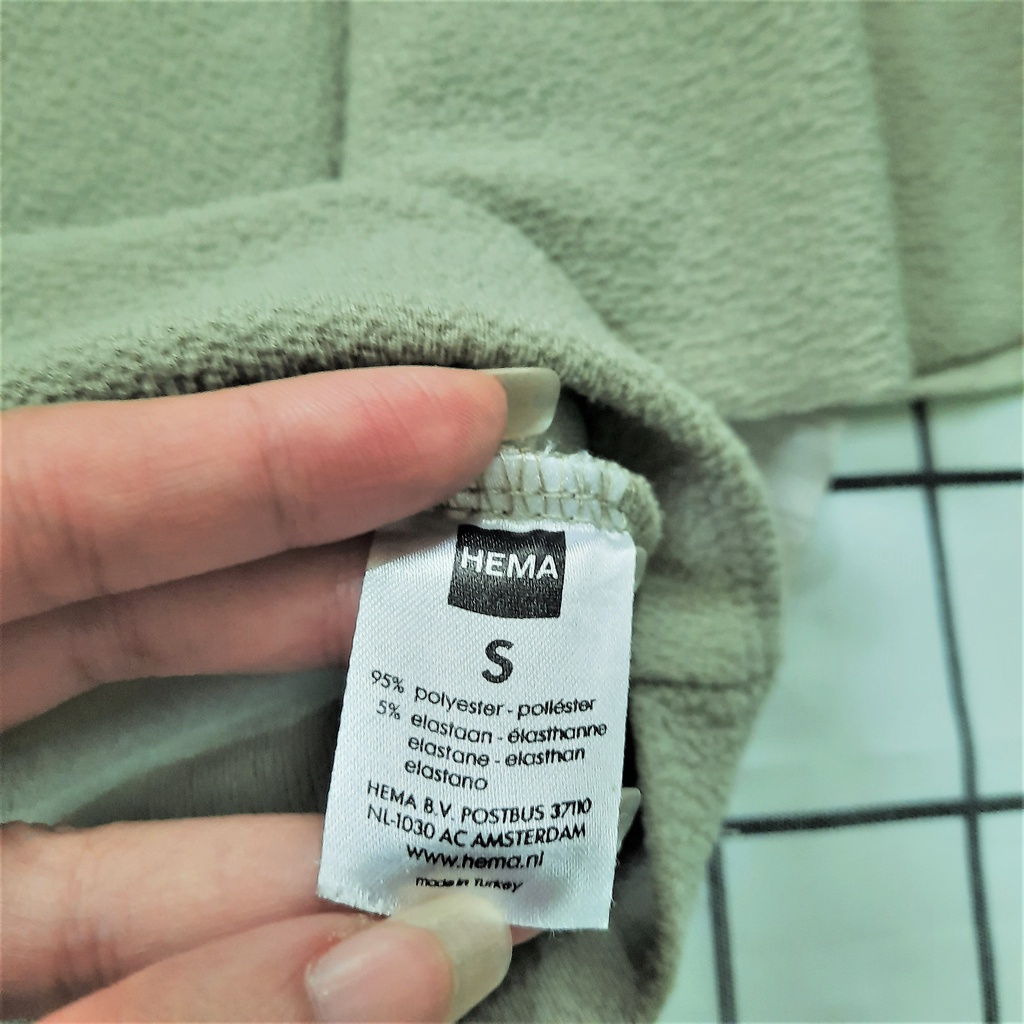 HEMA
S
95% polyester - poliéster
5% elastaan - élasthanne
elastane - elasthan
elastano
HEMA B.V. POSTBUS 37110
NL-1030 AC AMSTERDAM
www.hema.nl
made in Turkey